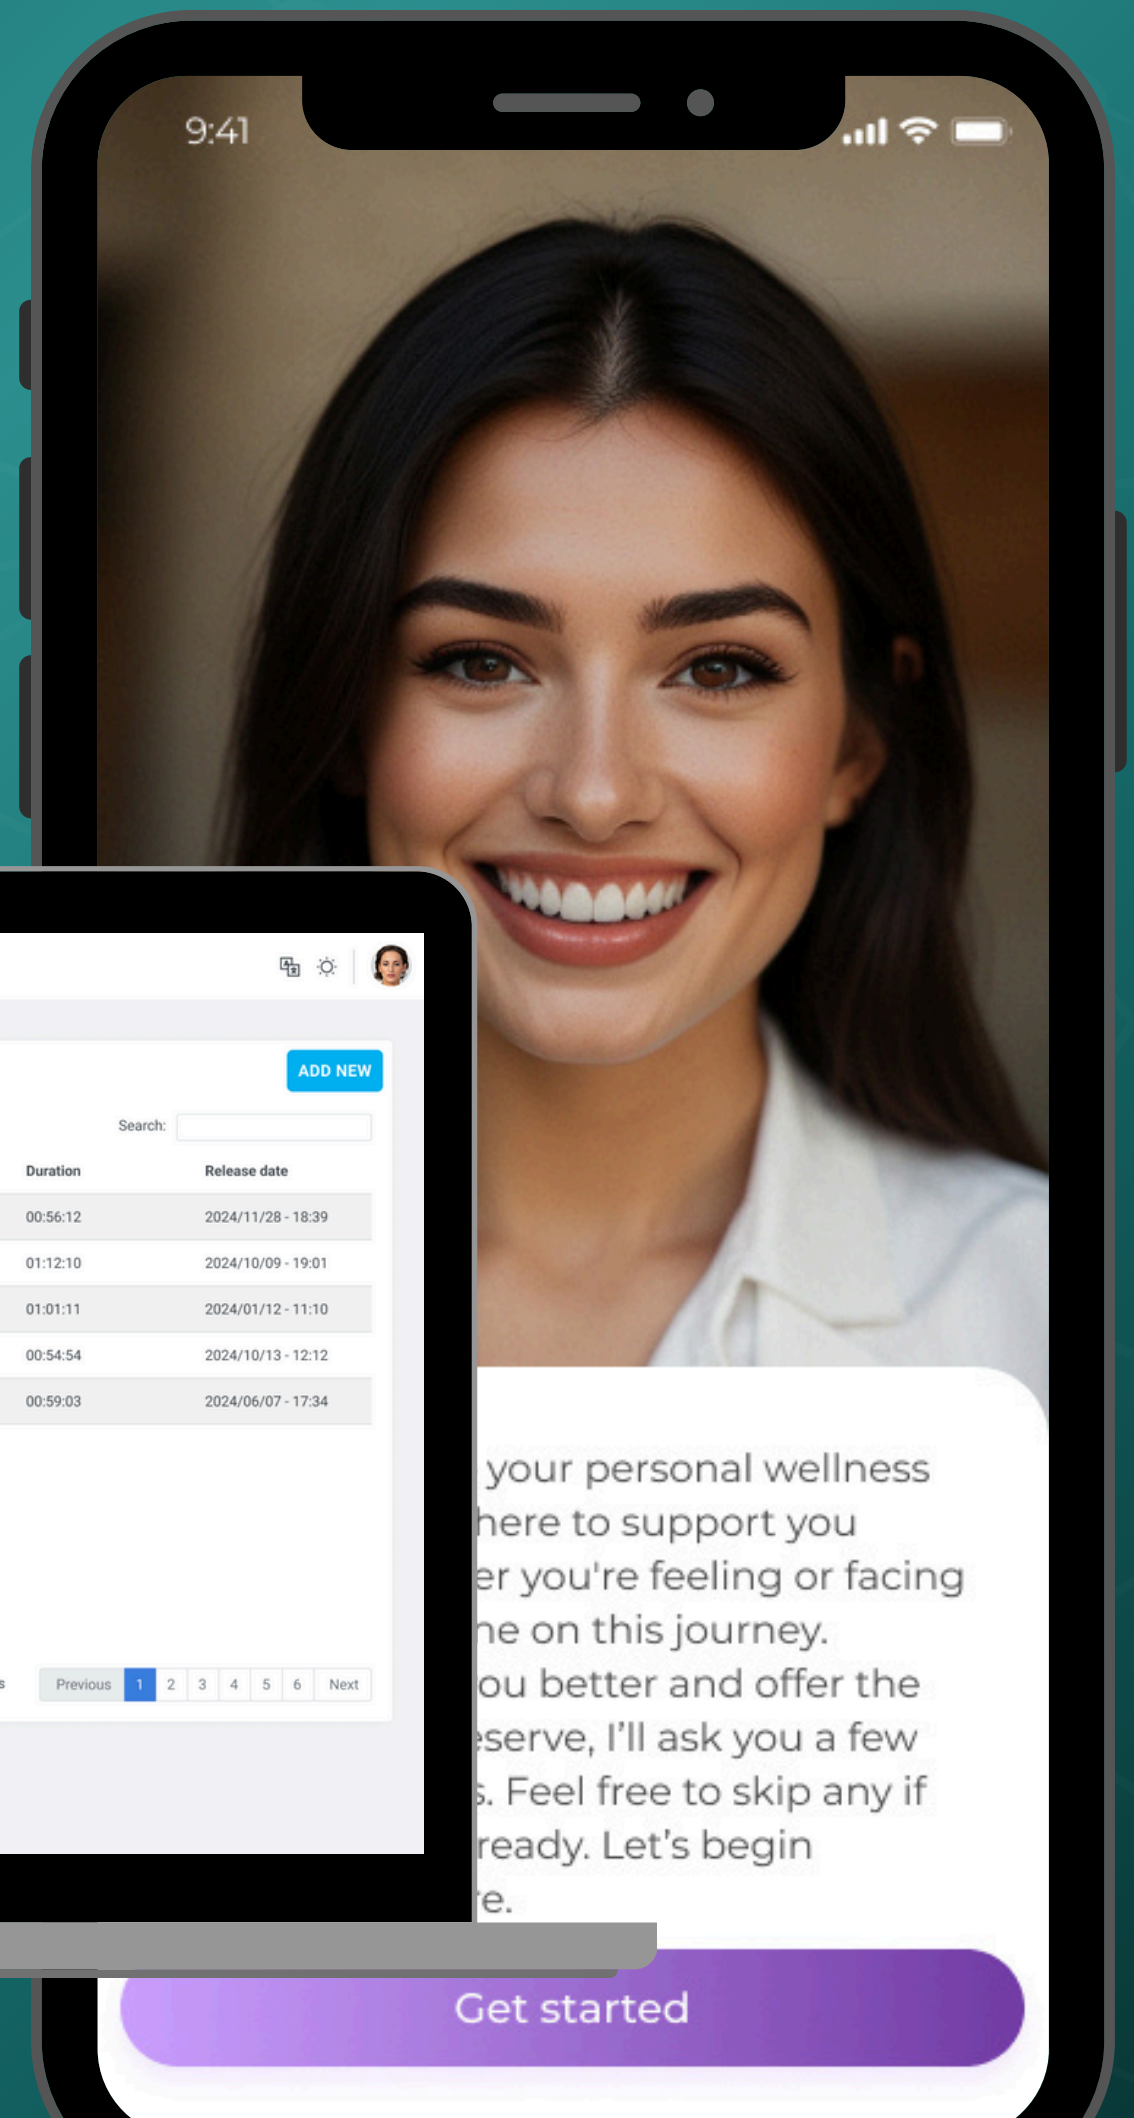 9:41
ADD NEW
Search:
Duration Release date
00:56:12 2024/11/28 - 18:39
01:12:10 2024/10/09 - 19:01
01:01:11 2024/01/12 - 11:10
00:54:54 2024/10/13 - 12:12
00:59:03 2024/06/07 - 17:34
Previous 1 2 3 4 5 6 Next
your personal wellness
here to support you
er you're feeling or facing
ne on this journey.
ou better and offer the
eserve, I'll ask you a few
s. Feel free to skip any if
ready. Let's begin
re.
Get started